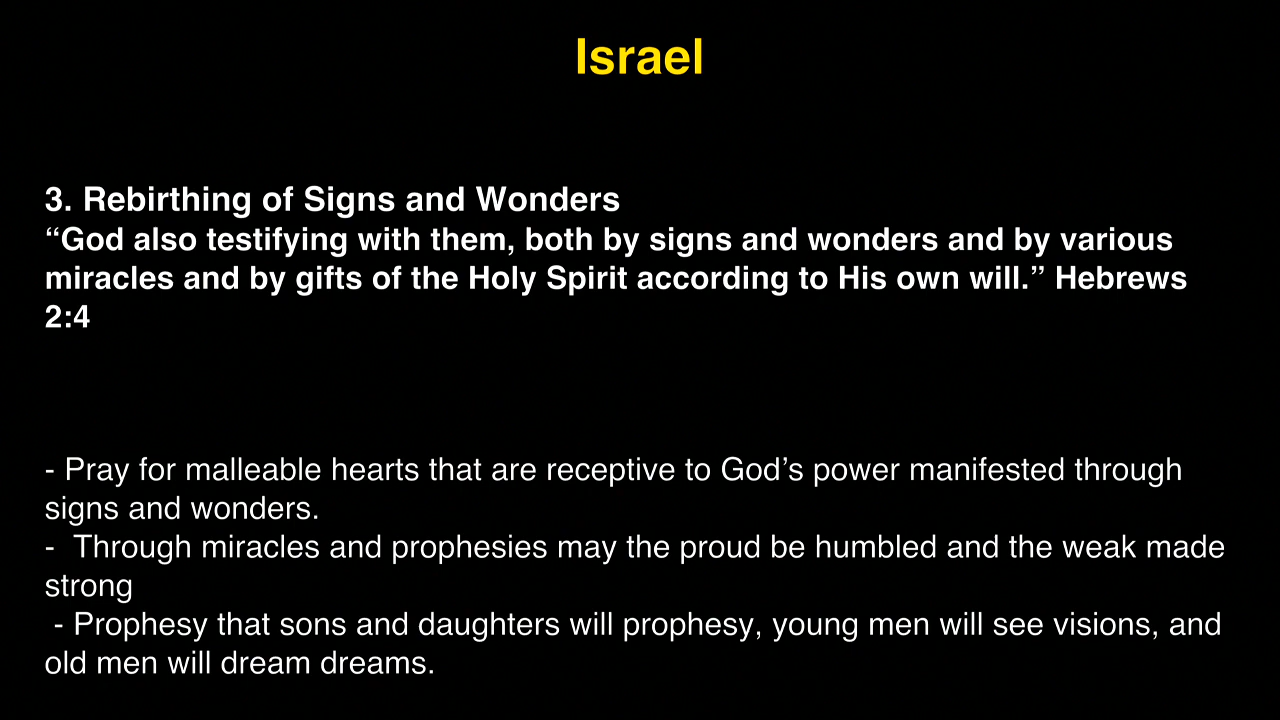 Israel
3. Rebirthing of Signs and Wonders
“God also testifying with them, both by signs and wonders and by various
miracles and by gifts of the Holy Spirit according to His own will.” Hebrews
2:4
- Pray for malleable hearts that are receptive to God’s power manifested through
signs and wonders.
-  Through miracles and prophesies may the proud be humbled and the weak made
strong
- Prophesy that sons and daughters will prophesy, young men will see visions, and
old men will dream dreams.